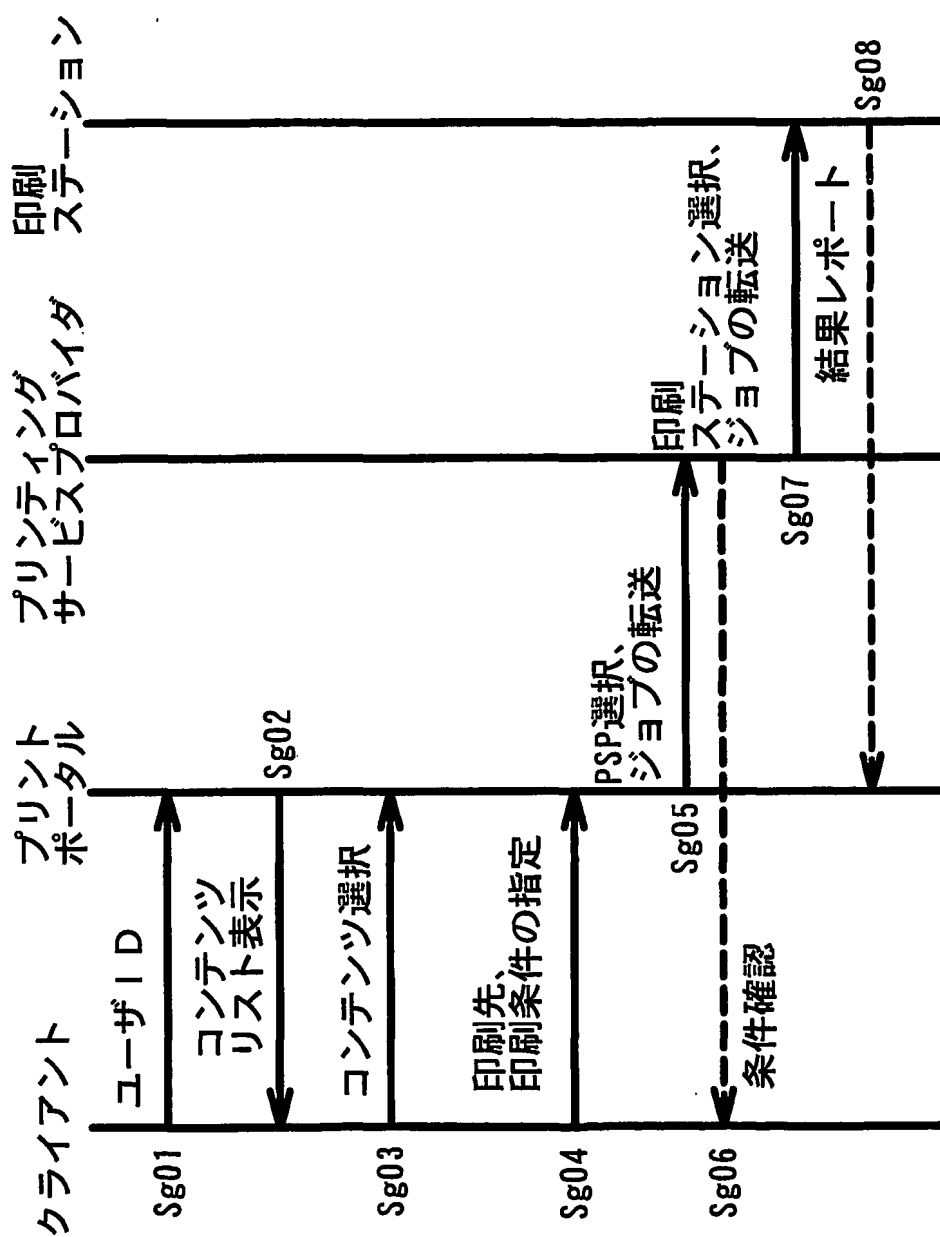 クライアント
プリント
ポータル
プリンティング
サービスプロバイダ
印刷
ステーション
Sg01
ユーザID
コンテンツ
リスト表示
Sg02
Sg03
コンテンツ選択
Sg04
印刷先、
印刷条件の指定
Sg05
PSP選択、
ジョブの転送
Sg06
条件確認
印刷
ステーション選択、
ジョブの転送
Sg07
結果レポート
Sg08